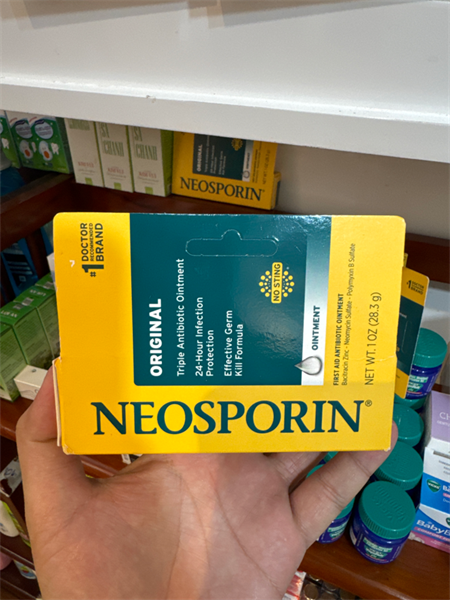 ORIGINAL
NEOSPORIN
#1 DOCTOR
RECOMMENDED
BRAND
ORIGINAL
Triple Antibiotic Ointment
24-Hour Infection
Protection
Effective Germ
Kill Formula
NO STING
OINTMENT
FIRST AID ANTIBIOTIC OINTMENT
Bacitracin Zinc • Neomycin Sulfate • Polymyxin B Sulfate
NET WT. 1 OZ (28.3 g)
NEOSPORIN®